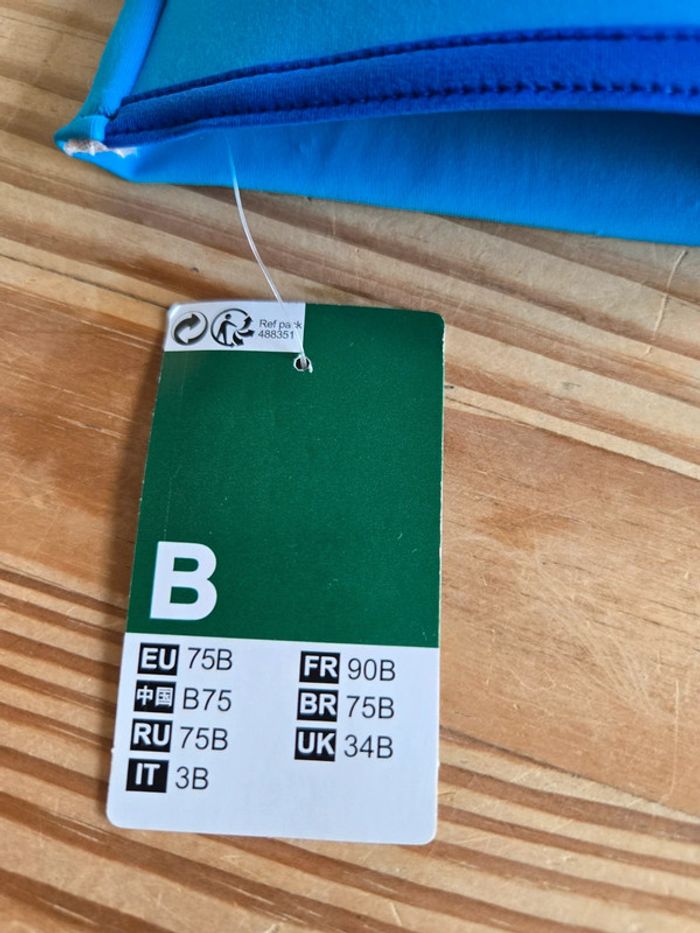 Ref pack
488351
B
EU 75B
FR 90B
中国 B75
BR 75B
RU 75B
UK 34B
IT 3B